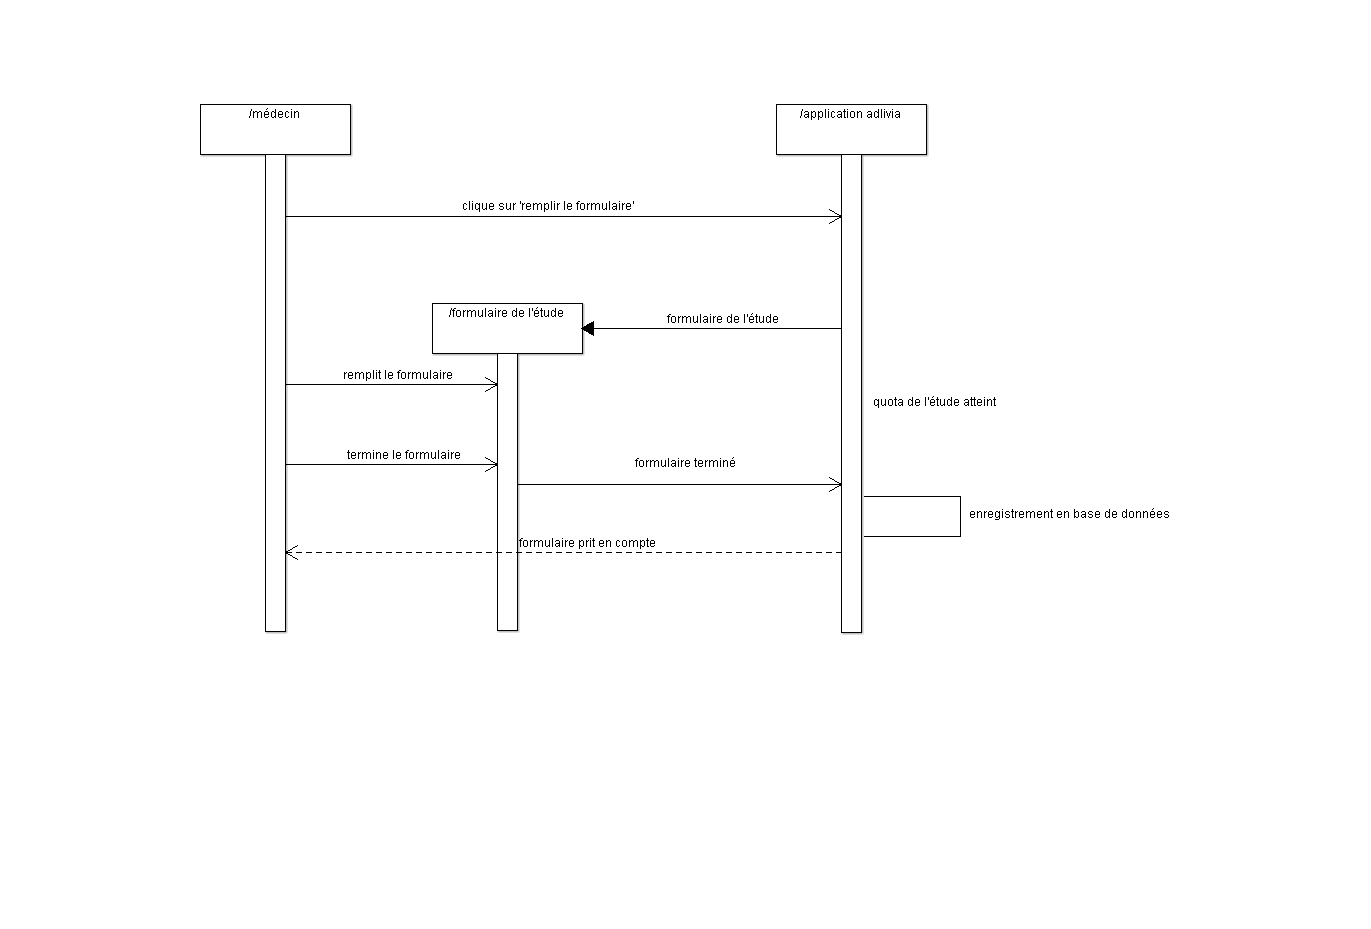 /médecin
/application adlivia
clique sur 'remplir le formulaire'
/formulaire de l'étude
formulaire de l'étude
remplit le formulaire
quota de l'étude atteint
termine le formulaire
formulaire terminé
enregistrement en base de données
formulaire prit en compte